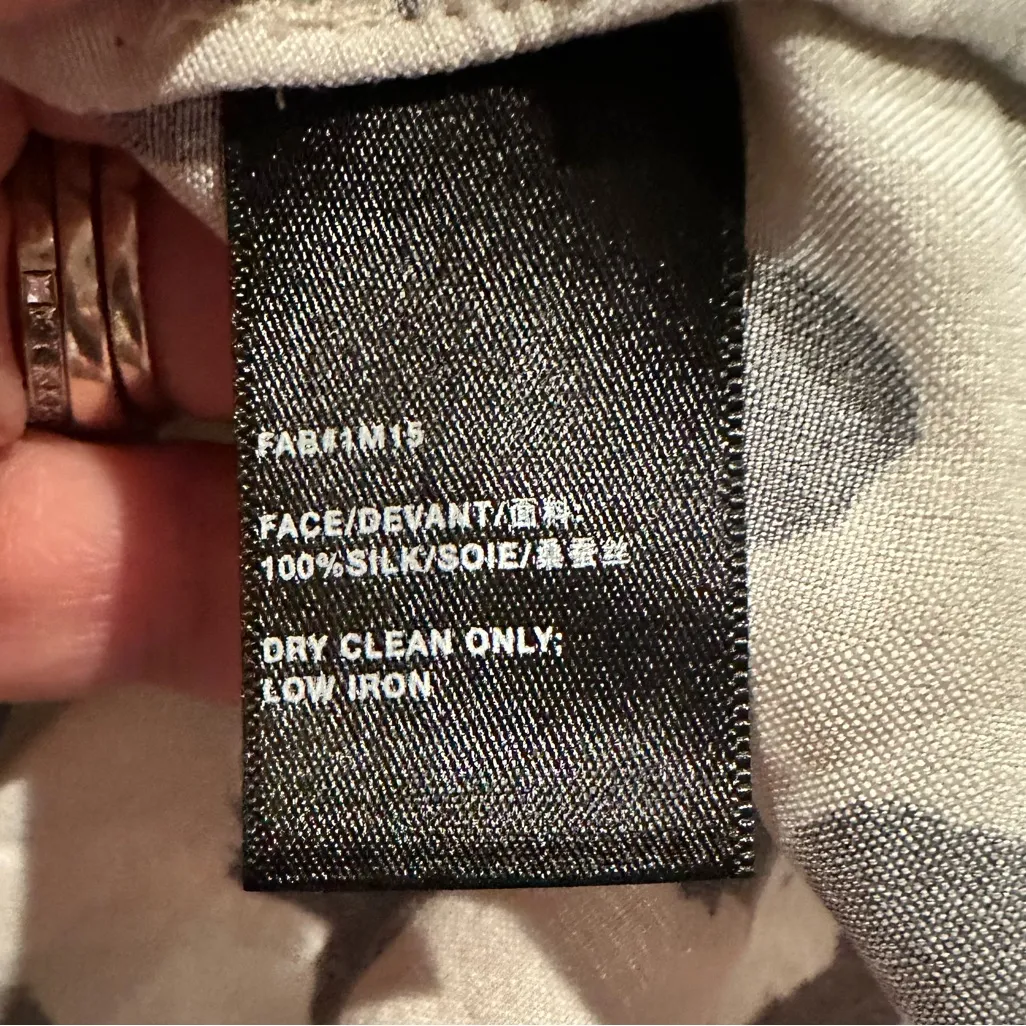 FAB#1M15
FACE/DEVANT/面料:
100%SILK/SOIE/桑蚕丝
DRY CLEAN ONLY;
LOW IRON